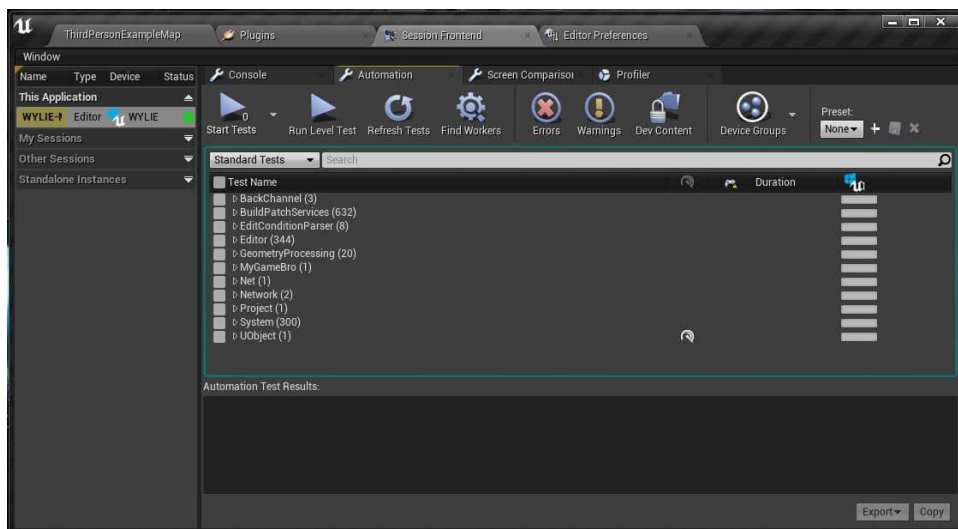 ThirdPersonExampleMap Plugins Session Frontend Editor Preferences
Window
Name Type Device Status
This Application
WYLIE-M Editor WYLIE
My Sessions
Other Sessions
Standalone Instances
Console Automation Screen Comparison Profiler
0
Start Tests Run Level Test Refresh Tests Find Workers Errors Warnings Dev Content Device Groups
Preset:
None
Standard Tests Search
Test Name Duration
BackChannel (3)
BuildPatchServices (632)
EditConditionParser (8)
Editor (344)
GeometryProcessing (20)
MyGameBro (1)
Net (1)
Network (2)
Project (1)
System (300)
UObject (1)
Automation Test Results:
Export Copy